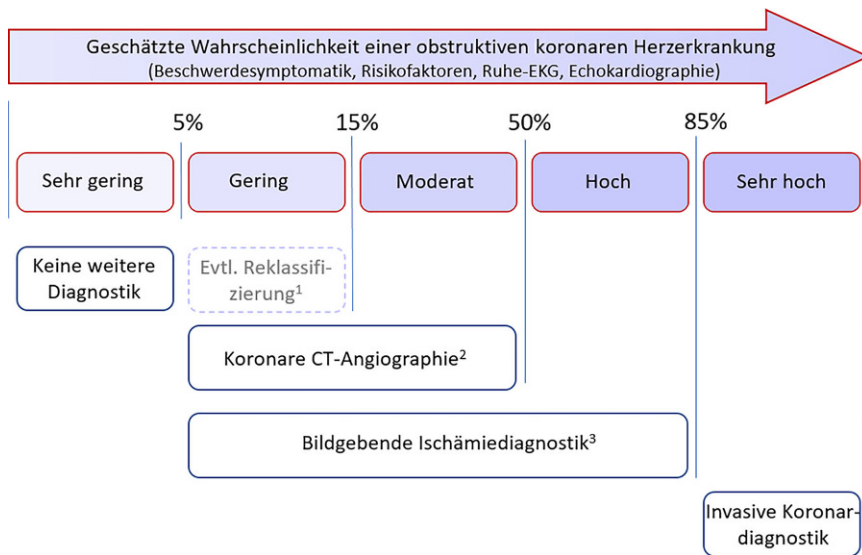 Geschätzte Wahrscheinlichkeit einer obstruktiven koronaren Herzerkrankung
(Beschwerdesymptomatik, Risikofaktoren, Ruhe-EKG, Echokardiographie)
5% 15% 50% 85%
Sehr gering Gering Moderat Hoch Sehr hoch
Keine weitere
Diagnostik
Evtl. Reklassifi-
zierung¹
Koronare CT-Angiographie²
Bildgebende Ischämiediagnostik³
Invasive Koronar-
diagnostik